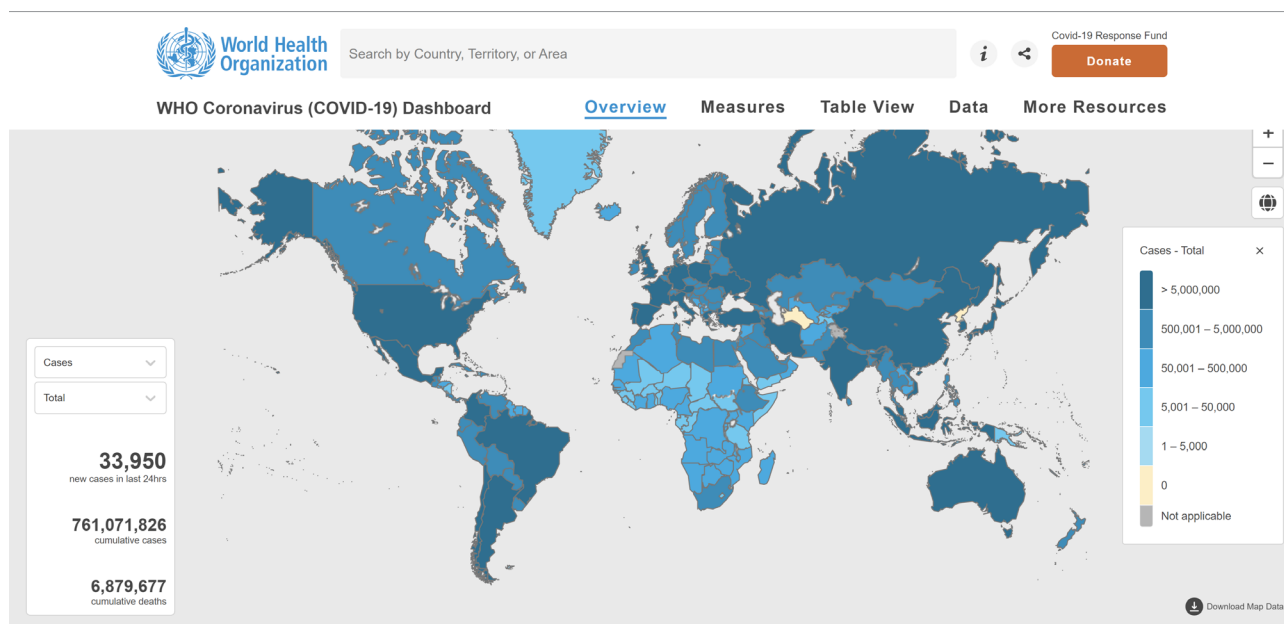 World Health
Organization
Search by Country, Territory, or Area
i
Covid-19 Response Fund
Donate
WHO Coronavirus (COVID-19) Dashboard
Overview
Measures
Table View
Data
More Resources
+
−
Cases - Total
×
> 5,000,000
500,001 – 5,000,000
50,001 – 500,000
5,001 – 50,000
1 – 5,000
0
Not applicable
Cases
Total
33,950
new cases in last 24hrs
761,071,826
cumulative cases
6,879,677
cumulative deaths
Download Map Data